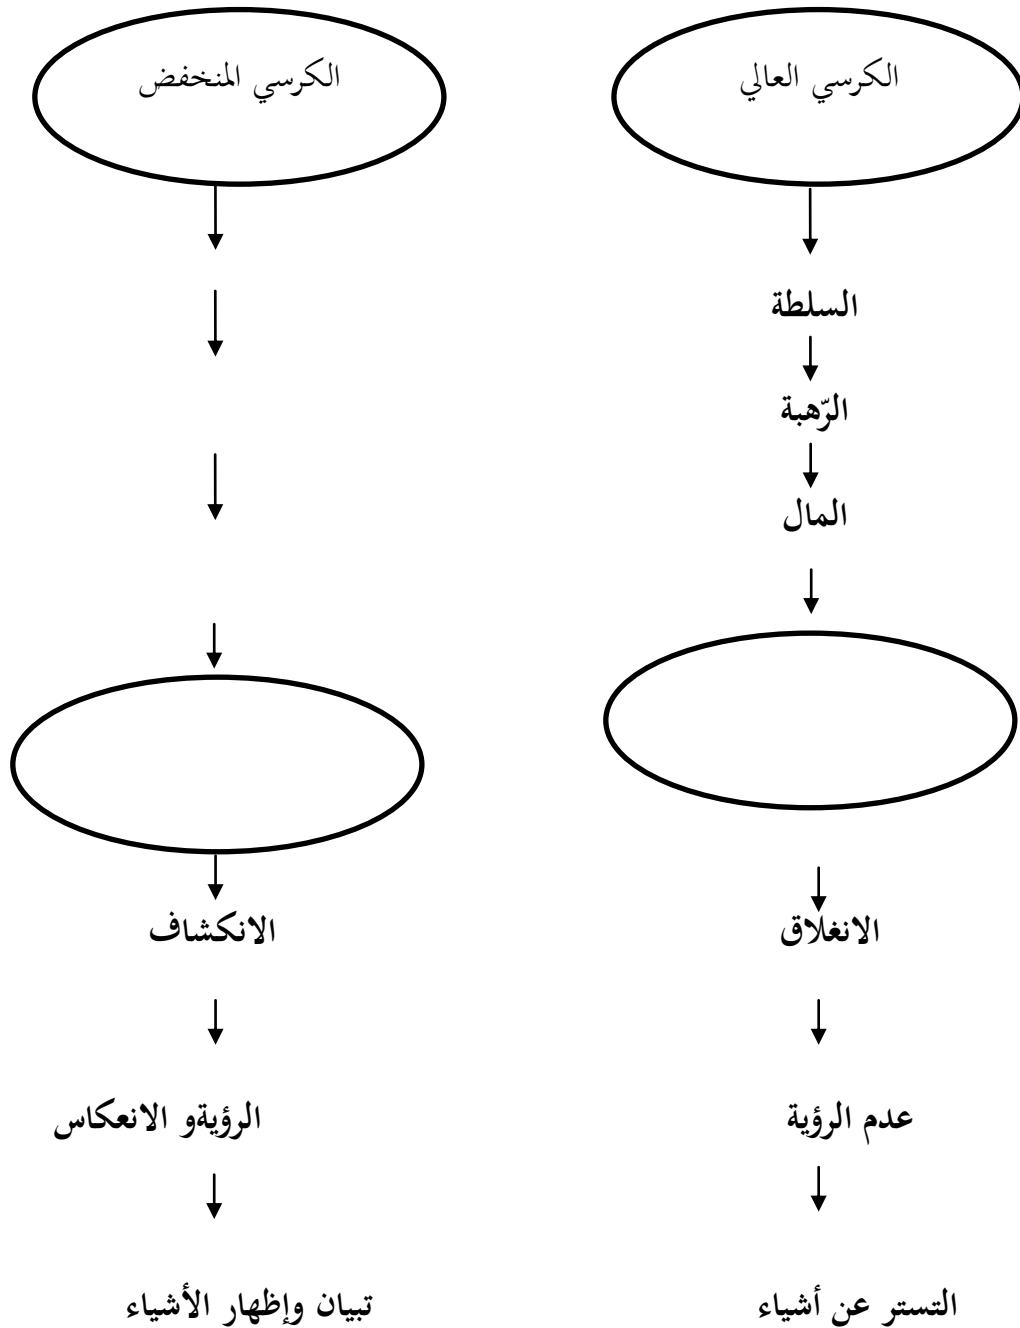 الكرسي العالي
السلطة
الرّهبة
المال
الانغلاق
عدم الرؤية
التستر عن أشياء
الكرسي المنخفض
الانكشاف
الرؤيةو الانعكاس
تبيان وإظهار الأشياء